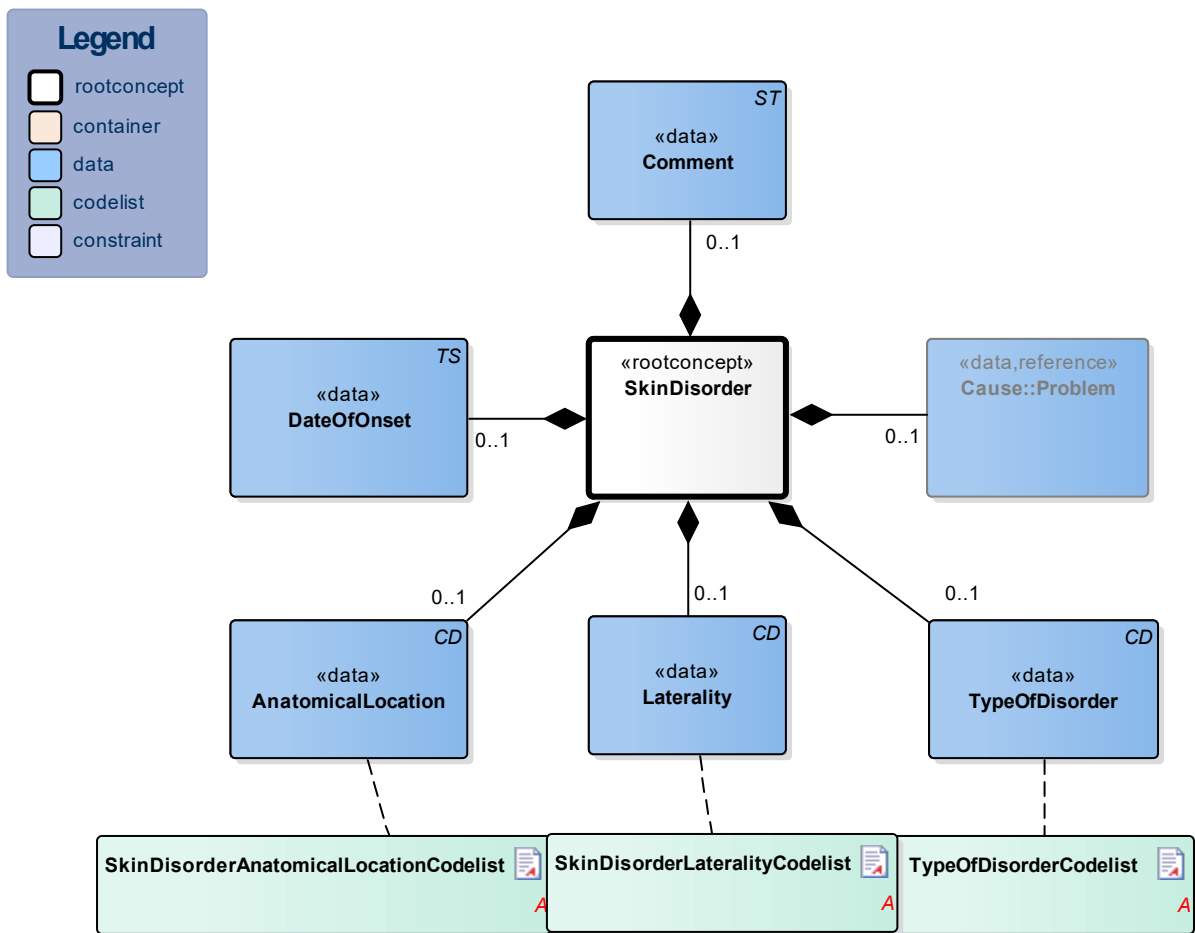 Legend
rootconcept
container
data
codelist
constraint
ST
«data»
Comment
0..1
TS
«data»
DateOfOnset
0..1
«rootconcept»
SkinDisorder
«data,reference»
Cause::Problem
0..1
0..1
0..1
0..1
CD
«data»
AnatomicalLocation
CD
«data»
Laterality
CD
«data»
TypeOfDisorder
SkinDisorderAnatomicalLocationCodelist
A
SkinDisorderLateralityCodelist
A
TypeOfDisorderCodelist
A